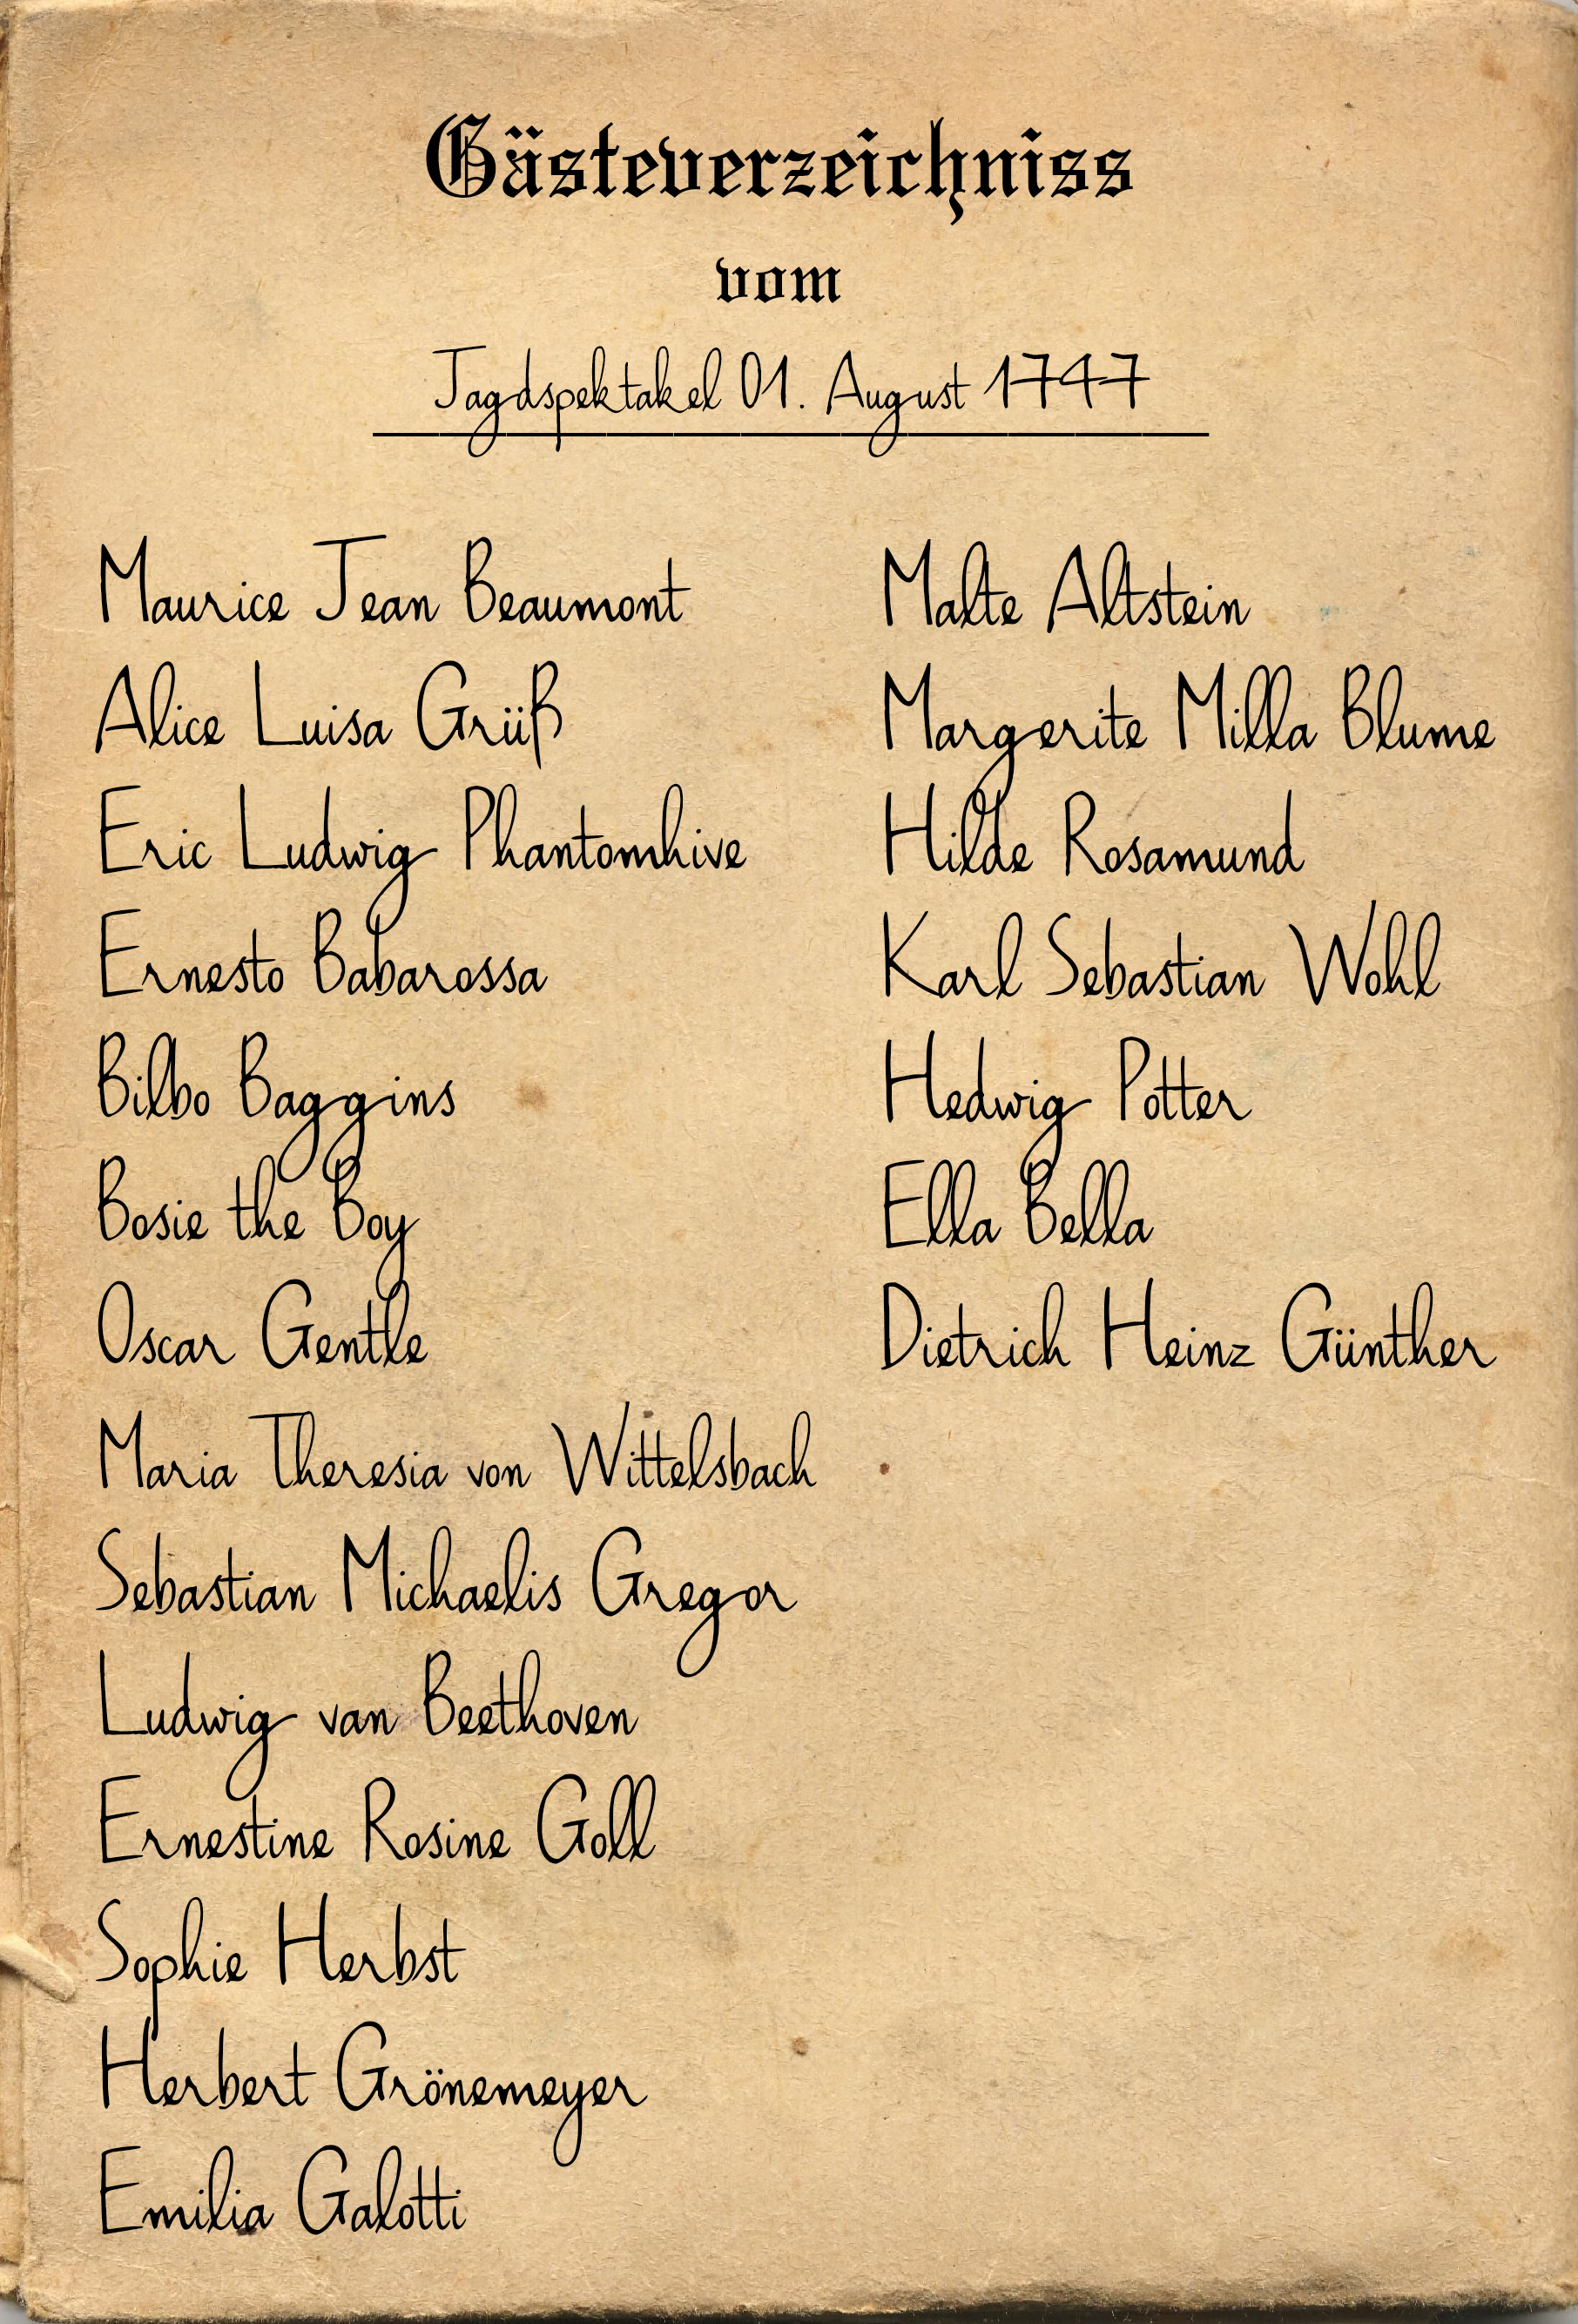 Gästeverzeichniss
vom
Jagdspektakel 01. August 1747
Maurice Jean Beaumont
Alice Luisa Grüß
Eric Ludwig Phantomhive
Ernesto Babarossa
Bilbo Baggins
Bosie the Boy
Oscar Gentle
Maria Theresia von Wittelsbach
Sebastian Michaelis Gregor
Ludwig van Beethoven
Ernestine Rosine Goll
Sophie Herbst
Herbert Grönemeyer
Emilia Galotti
Malte Altstein
Margerite Milla Blume
Hilde Rosamund
Karl Sebastian Wohl
Hedwig Potter
Ella Bella
Dietrich Heinz Günther